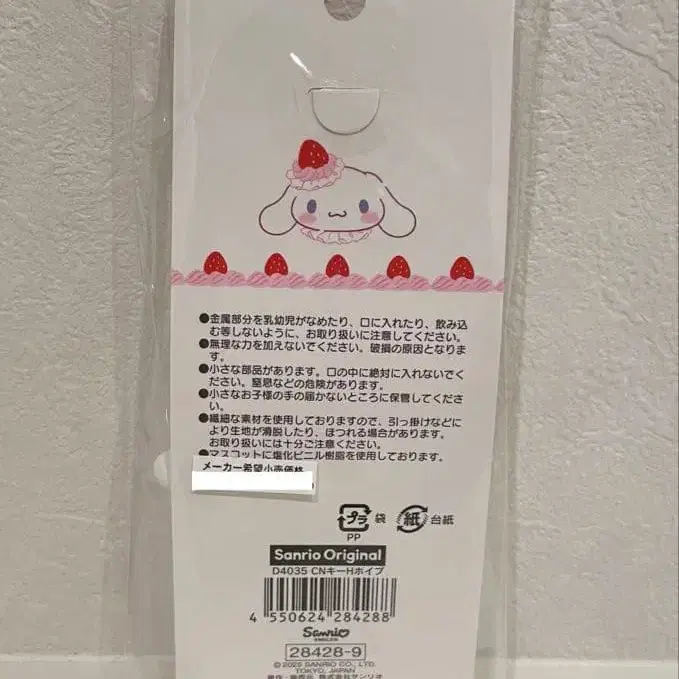 ●金属部分を乳幼児がなめたり、口に入れたり、飲み込
む等しないように、お取り扱いに注意してください。
●無理な力を加えないでください。破損の原因となりま
す。
●小さな部品があります。口の中に絶対に入れないでく
ださい。窒息などの危険があります。
●小さなお子様の手の届かないところに保管してくださ
い。
●繊細な素材を使用しておりますので、引っ掛けなどに
より生地が滑脱したり、ほつれる場合があります。
お取り扱いには十分ご注意ください。
●マスコットに塩化ビニル樹脂を使用しております。
メーカー希望小売価格
プラ 袋 紙 台紙
PP
Sanrio Original
D4035 CNキーHホイプ
4 550624 284288
Sanrio
28428-9
©2025 SANRIO CO., LTD.
TOKYO, JAPAN
株式会社サンリオ